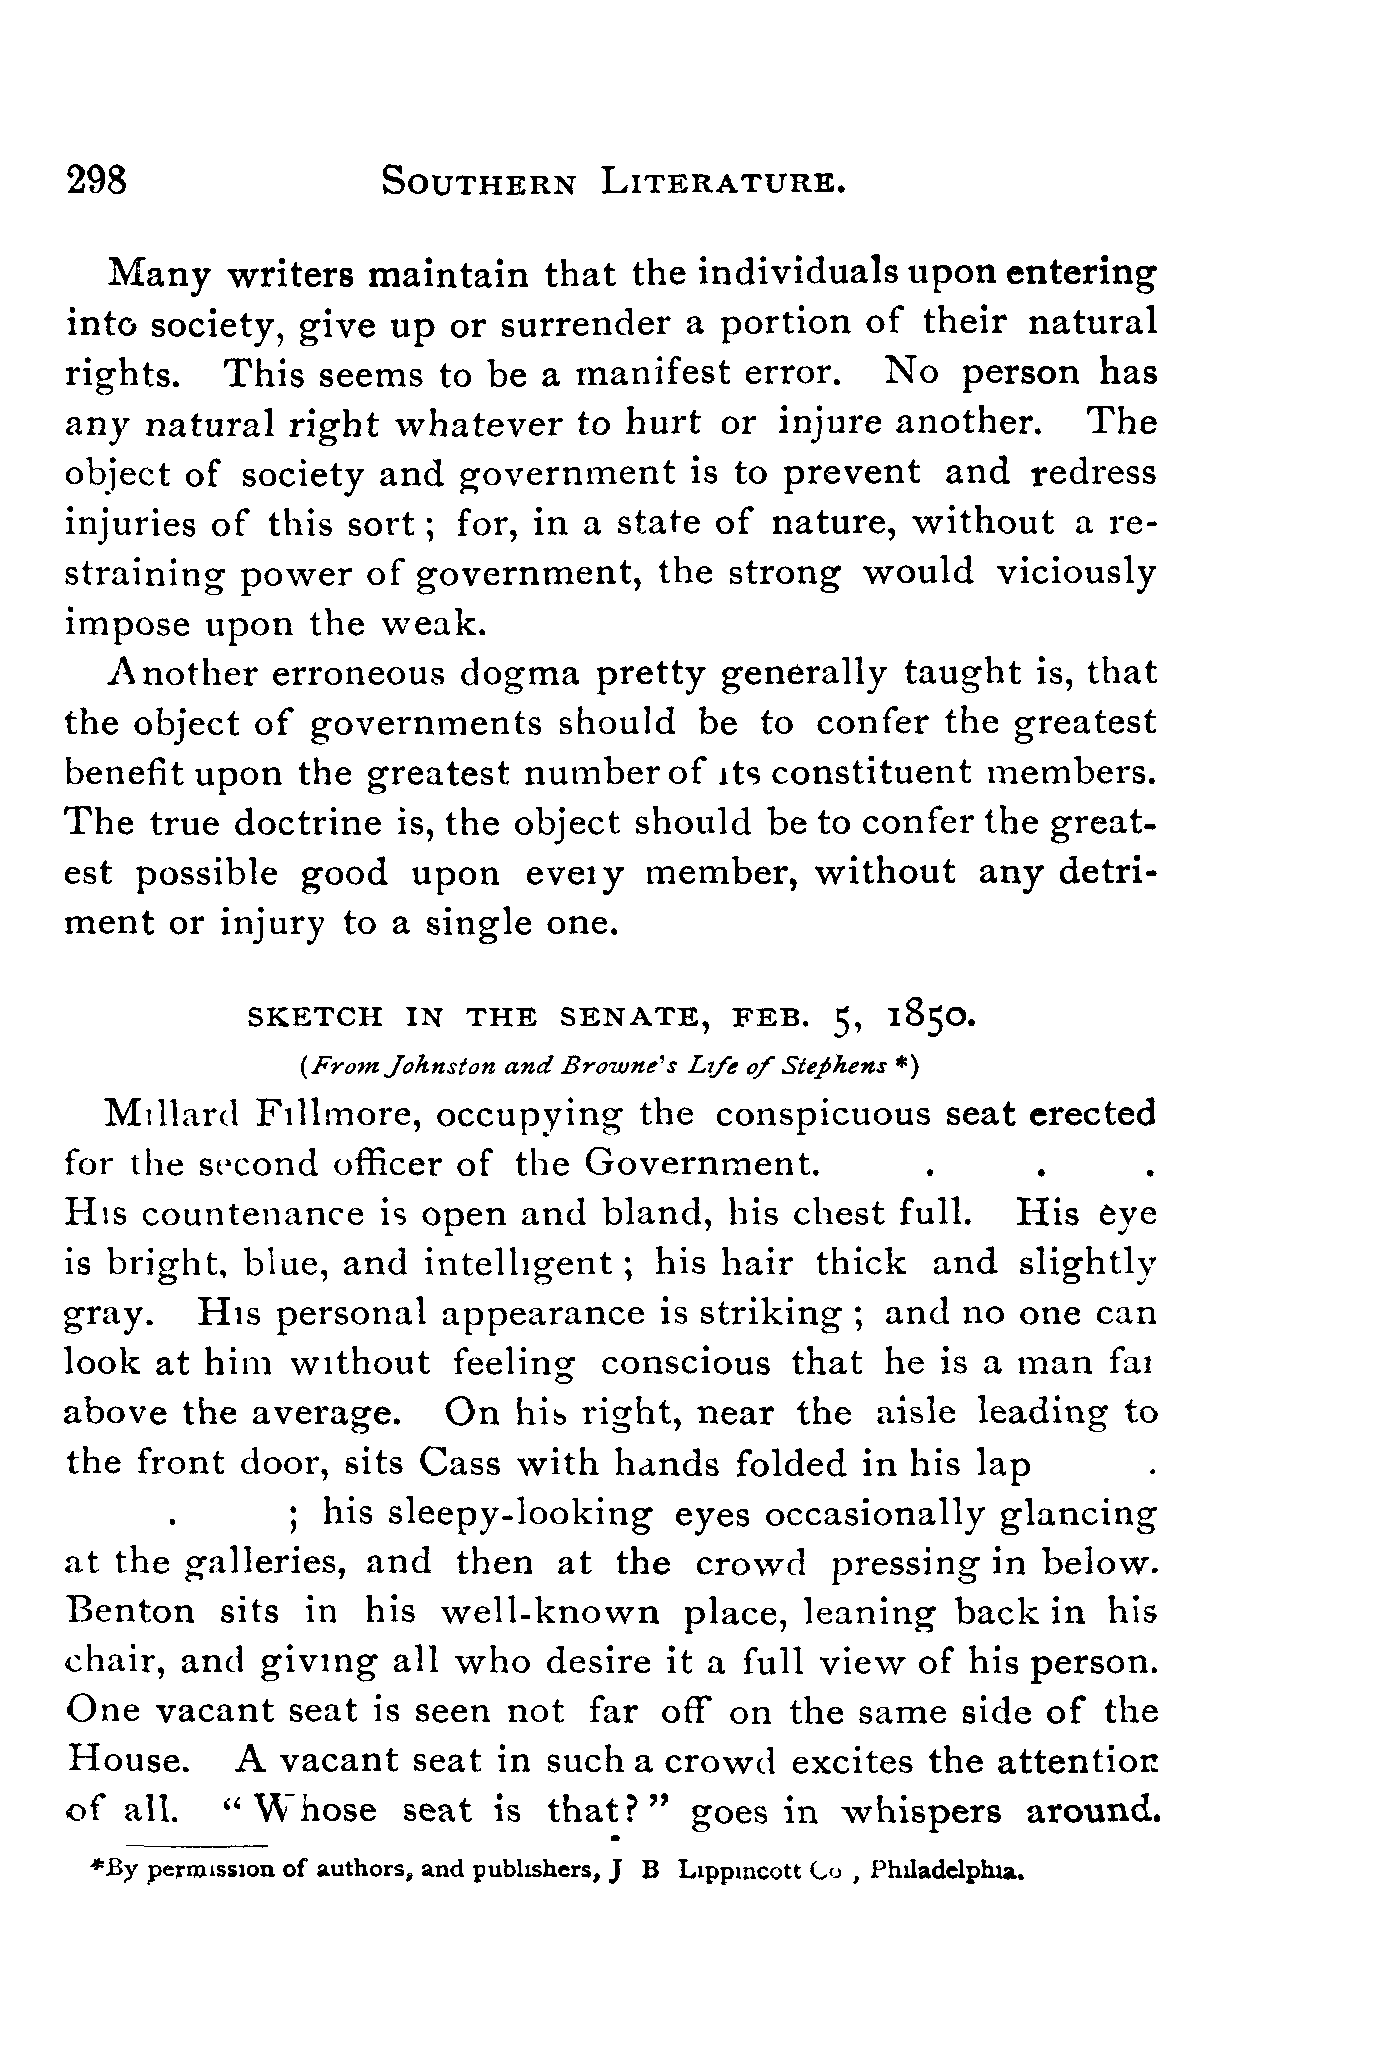 298 SOUTHERN LITERATURE.
Many writers maintain that the individuals upon entering
into society, give up or surrender a portion of their natural
rights. This seems to be a manifest error. No person has
any natural right whatever to hurt or injure another. The
object of society and government is to prevent and redress
injuries of this sort; for, in a state of nature, without a re-
straining power of government, the strong would viciously
impose upon the weak.
Another erroneous dogma pretty generally taught is, that
the object of governments should be to confer the greatest
benefit upon the greatest number of its constituent members.
The true doctrine is, the object should be to confer the great-
est possible good upon every member, without any detri-
ment or injury to a single one.
SKETCH IN THE SENATE, FEB. 5, 1850.
(From Johnston and Browne's Life of Stephens *)
Millard Fillmore, occupying the conspicuous seat erected
for the second officer of the Government. . . .
His countenance is open and bland, his chest full. His eye
is bright, blue, and intelligent; his hair thick and slightly
gray. His personal appearance is striking; and no one can
look at him without feeling conscious that he is a man far
above the average. On his right, near the aisle leading to
the front door, sits Cass with hands folded in his lap .
. ; his sleepy-looking eyes occasionally glancing
at the galleries, and then at the crowd pressing in below.
Benton sits in his well-known place, leaning back in his
chair, and giving all who desire it a full view of his person.
One vacant seat is seen not far off on the same side of the
House. A vacant seat in such a crowd excites the attention
of all. "Whose seat is that?" goes in whispers around.
*By permission of authors, and publishers, J B Lippincott Co , Philadelphia.